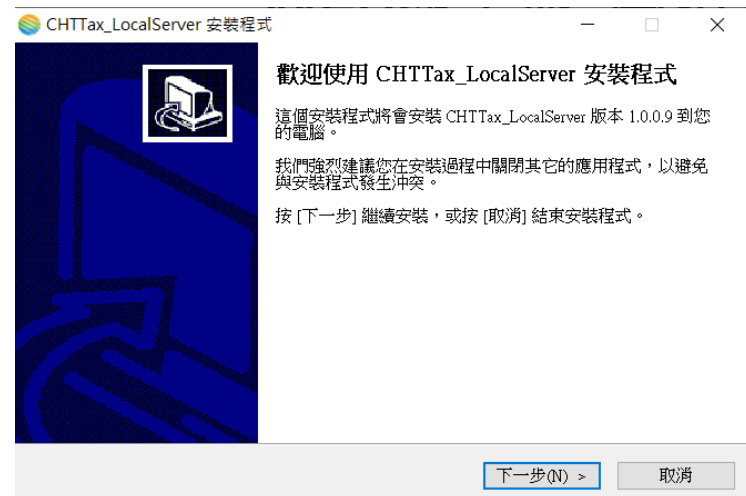 CHTTax_LocalServer 安裝程式
歡迎使用 CHTTax_LocalServer 安裝程式
這個安裝程式將會安裝 CHTTax_LocalServer 版本 1.0.0.9 到您
的電腦。
我們強烈建議您在安裝過程中關閉其它的應用程式，以避免
與安裝程式發生沖突。
按 [下一步] 繼續安裝，或按 [取消] 結束安裝程式。
下一步(N) >
取消